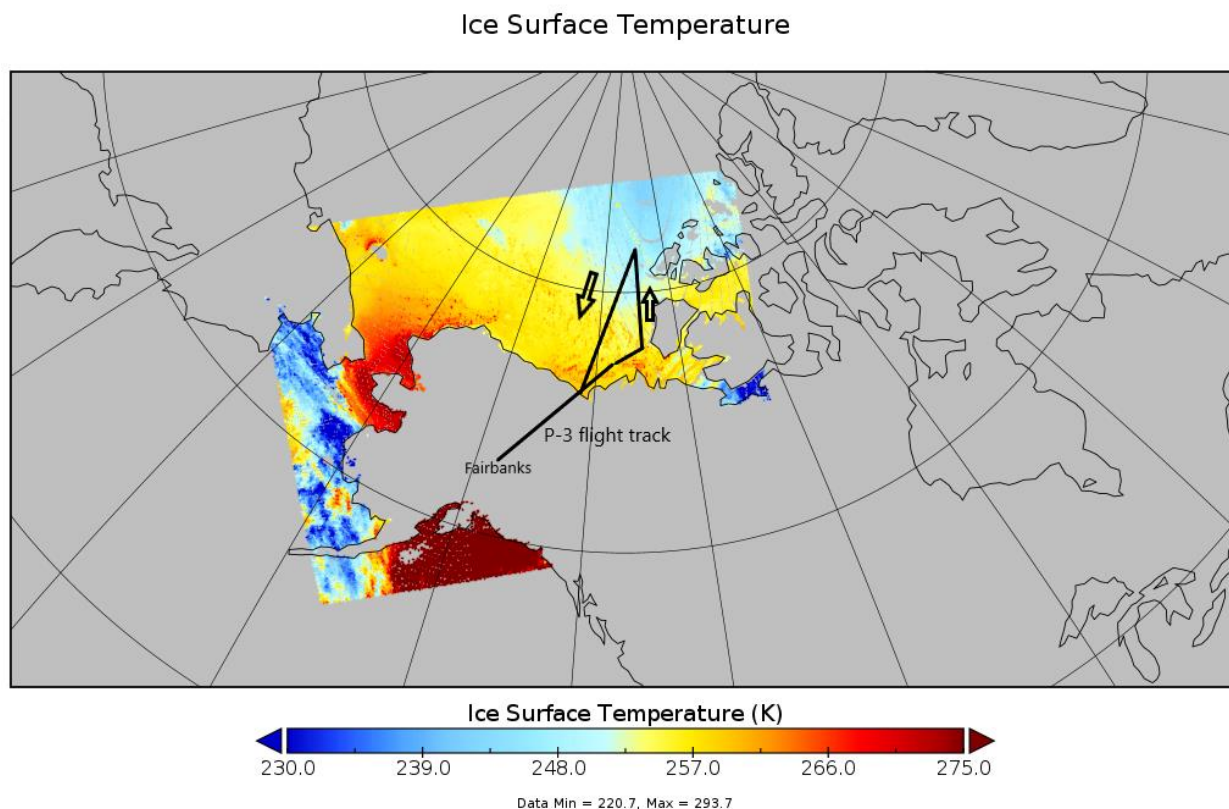 Ice Surface Temperature
P-3 flight track
Fairbanks
Ice Surface Temperature (K)
230.0 239.0 248.0 257.0 266.0 275.0
Data Min = 220.7, Max = 293.7